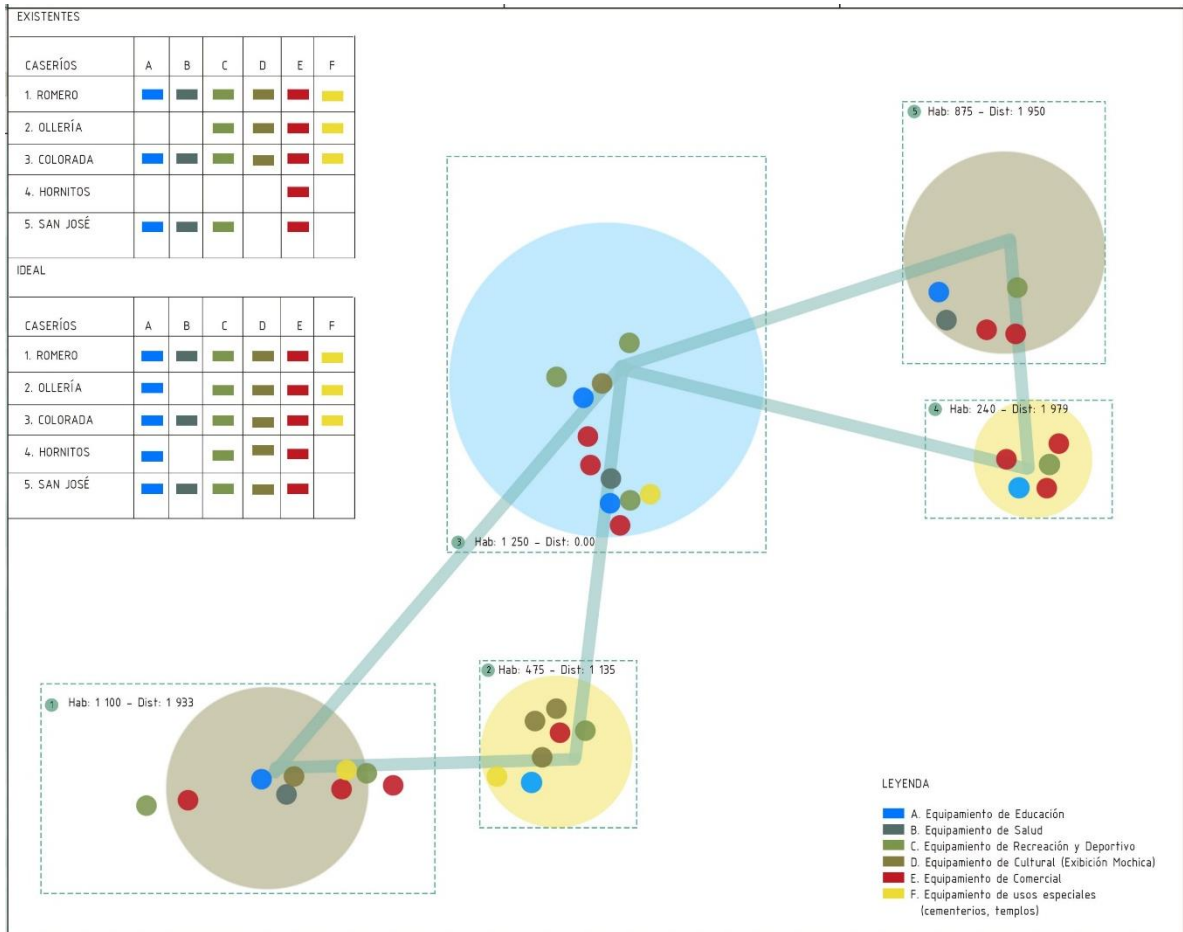 EXISTENTES
CASERÍOS A B C D E F
1. ROMERO
2. OLLERÍA
3. COLORADA
4. HORNITOS
5. SAN JOSÉ
IDEAL
CASERÍOS A B C D E F
1. ROMERO
2. OLLERÍA
3. COLORADA
4. HORNITOS
5. SAN JOSÉ
5 Hab: 875 - Dist: 1 950
4 Hab: 240 - Dist: 1 979
3 Hab: 1 250 - Dist: 0.00
2 Hab: 475 - Dist: 1 135
1 Hab: 1 100 - Dist: 1 933
LEYENDA
A. Equipamiento de Educación
B. Equipamiento de Salud
C. Equipamiento de Recreación y Deportivo
D. Equipamiento de Cultural (Exibición Mochica)
E. Equipamiento de Comercial
F. Equipamiento de usos especiales
(cementerios, templos)